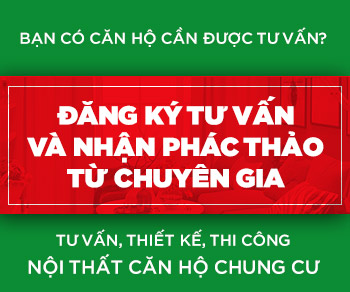 BẠN CÓ CĂN HỘ CẦN ĐƯỢC TƯ VẤN?
ĐĂNG KÝ TƯ VẤN
VÀ NHẬN PHÁC THẢO
TỪ CHUYÊN GIA
TƯ VẤN, THIẾT KẾ, THI CÔNG
NỘI THẤT CĂN HỘ CHUNG CƯ